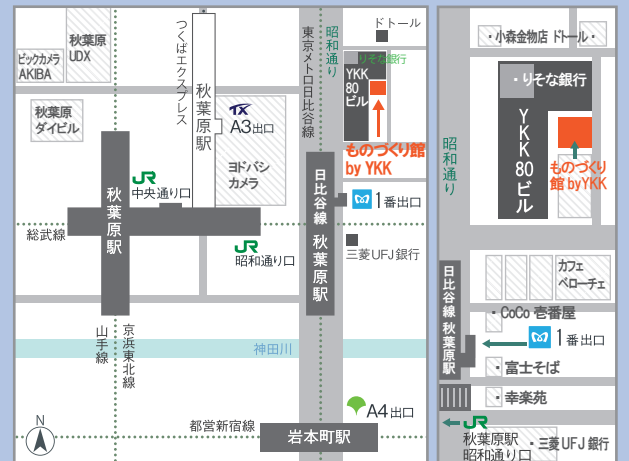 秋葉原
UDX
ビックカメラ
AKIBA
秋葉原
ダイビル
つくばエクスプレス
秋葉原駅
TX
A3出口
ヨドバシ
カメラ
東京メトロ日比谷線
昭和通り
ドトール
りそな銀行
YKK
80
ビル
ものづくり館
by YKK
JR
中央通り口
秋葉原駅
総武線
JR
昭和通り口
日比谷線 秋葉原駅
1番出口
三菱UFJ銀行
山手線
京浜東北線
神田川
N
都営新宿線
岩本町駅
A4出口
・小森金物店
ドトール・
・りそな銀行
YKK80ビル
ものづくり
館 byYKK
昭和通り
カフェ
ベローチェ
・CoCo 壱番屋
日比谷線 秋葉原駅
1番出口
・富士そば
・幸楽苑
JR
秋葉原駅
昭和通り口
・三菱UFJ銀行